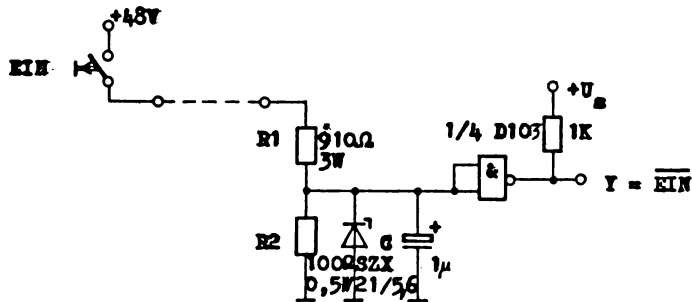 +48V
EIN
+Us
1/4 D103
1K
R1
*
910Ω
3W
&
Y = EIN
R2
C
+
100Ω
SZX
0,5W
21/5,6
1µ